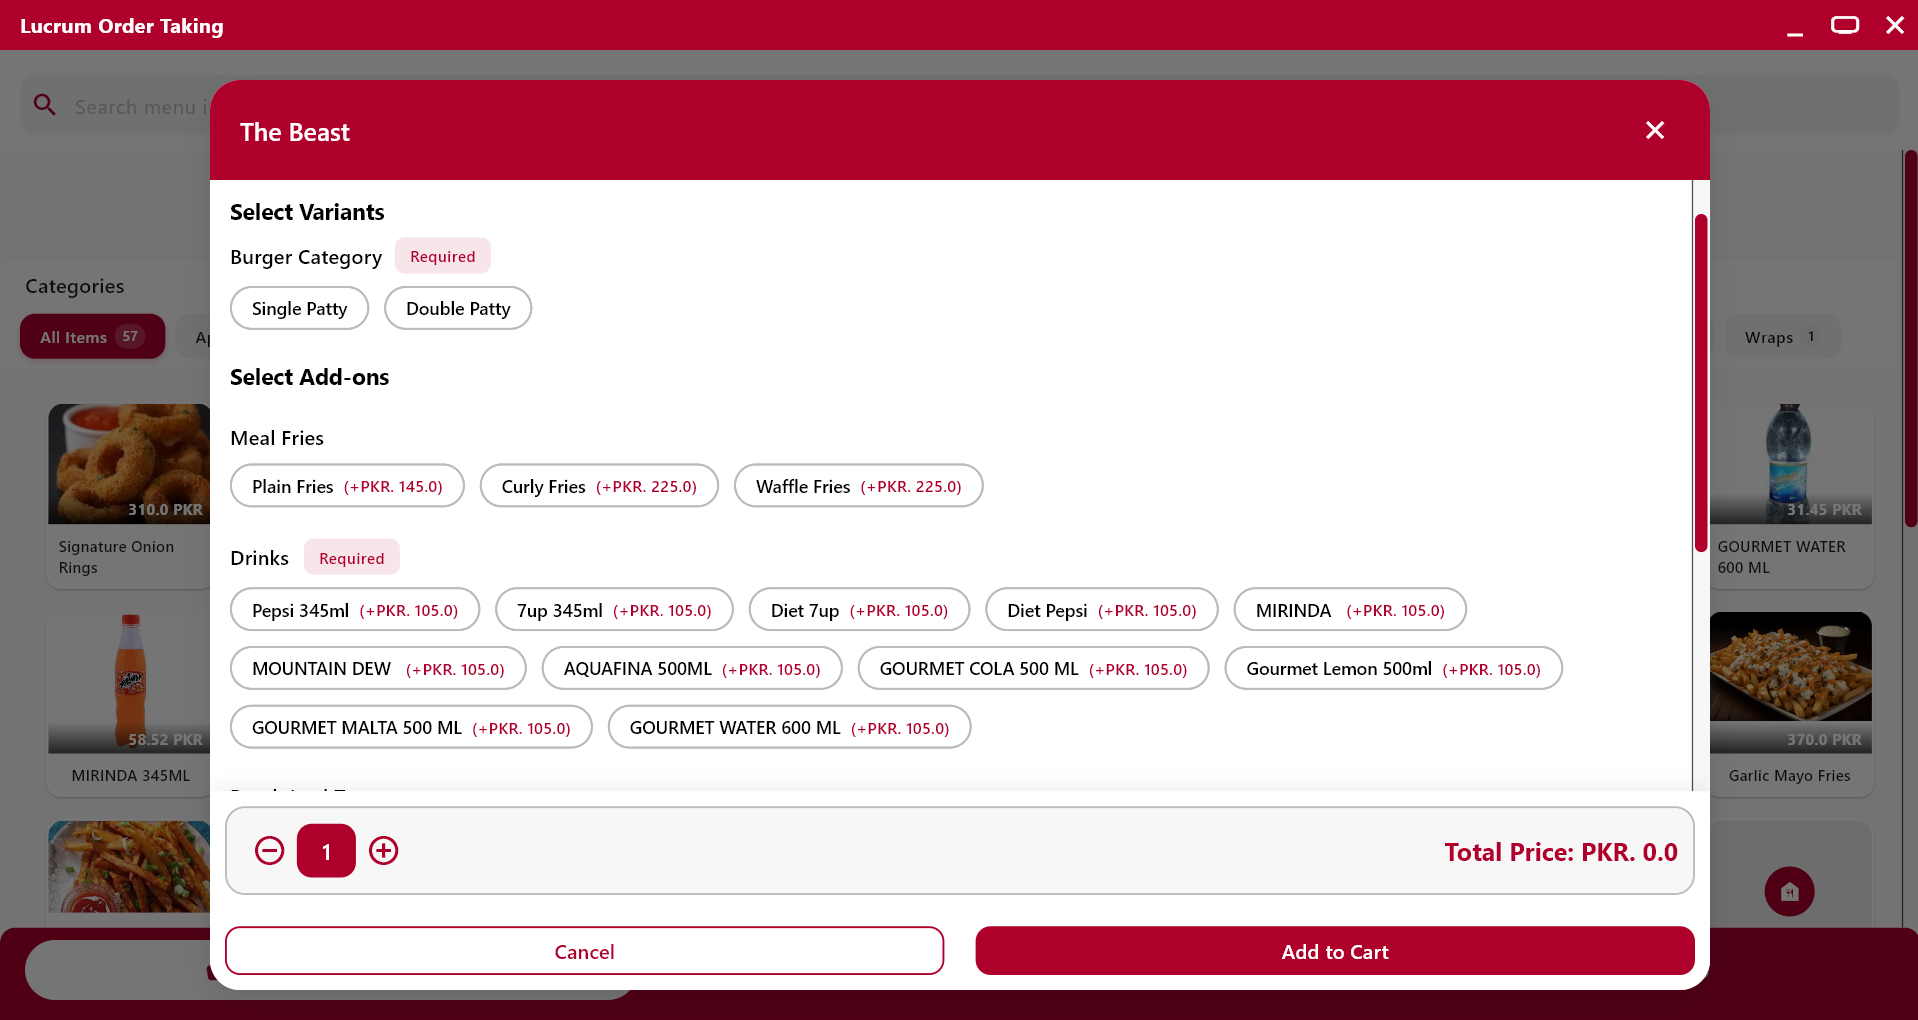 Lucrum Order Taking
Search menu
The Beast
Select Variants
Burger Category Required
Single Patty Double Patty
Select Add-ons
Meal Fries
Plain Fries (+PKR. 145.0) Curly Fries (+PKR. 225.0) Waffle Fries (+PKR. 225.0)
Drinks Required
Pepsi 345ml (+PKR. 105.0) 7up 345ml (+PKR. 105.0) Diet 7up (+PKR. 105.0) Diet Pepsi (+PKR. 105.0) MIRINDA (+PKR. 105.0)
MOUNTAIN DEW (+PKR. 105.0) AQUAFINA 500ML (+PKR. 105.0) GOURMET COLA 500 ML (+PKR. 105.0) Gourmet Lemon 500ml (+PKR. 105.0)
GOURMET MALTA 500 ML (+PKR. 105.0) GOURMET WATER 600 ML (+PKR. 105.0)
1 Total Price: PKR. 0.0
Cancel Add to Cart
Categories
All Items 57
Wraps 1
310.0 PKR
Signature Onion
Rings
58.52 PKR
MIRINDA 345ML
31.45 PKR
GOURMET WATER
600 ML
370.0 PKR
Garlic Mayo Fries